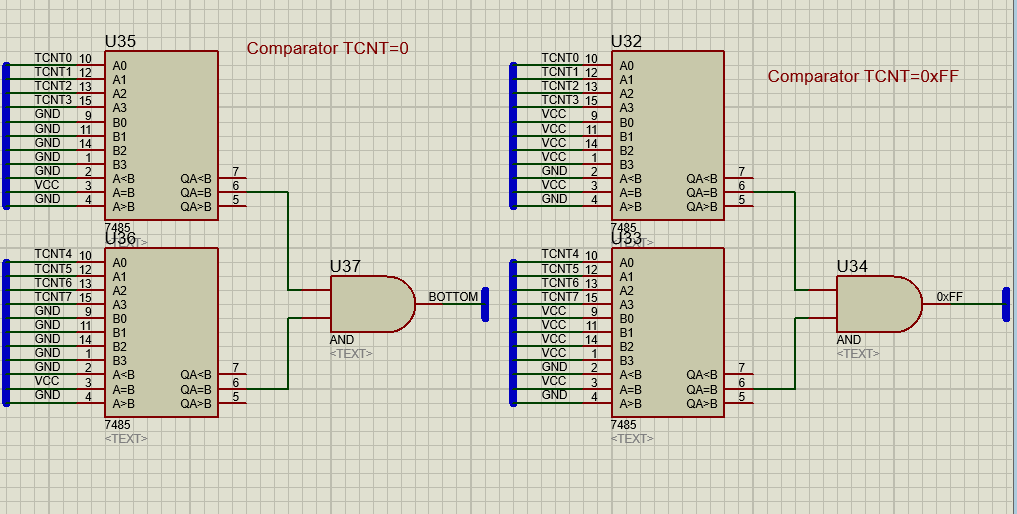 U35
Comparator TCNT=0
TCNT0 10 A0
TCNT1 12 A1
TCNT2 13 A2
TCNT3 15 A3
GND 9 B0
GND 11 B1
GND 14 B2
GND 1 B3
GND 2 A<B QA<B 7
VCC 3 A=B QA=B 6
GND 4 A>B QA>B 5
7485
<TEXT>
U36
TCNT4 10 A0
TCNT5 12 A1
TCNT6 13 A2
TCNT7 15 A3
GND 9 B0
GND 11 B1
GND 14 B2
GND 1 B3
GND 2 A<B QA<B 7
VCC 3 A=B QA=B 6
GND 4 A>B QA>B 5
7485
<TEXT>
U37
BOTTOM
AND
<TEXT>
U32
Comparator TCNT=0xFF
TCNT0 10 A0
TCNT1 12 A1
TCNT2 13 A2
TCNT3 15 A3
VCC 9 B0
VCC 11 B1
VCC 14 B2
VCC 1 B3
GND 2 A<B QA<B 7
VCC 3 A=B QA=B 6
GND 4 A>B QA>B 5
7485
<TEXT>
U33
TCNT4 10 A0
TCNT5 12 A1
TCNT6 13 A2
TCNT7 15 A3
VCC 9 B0
VCC 11 B1
VCC 14 B2
VCC 1 B3
GND 2 A<B QA<B 7
VCC 3 A=B QA=B 6
GND 4 A>B QA>B 5
7485
<TEXT>
U34
0xFF
AND
<TEXT>